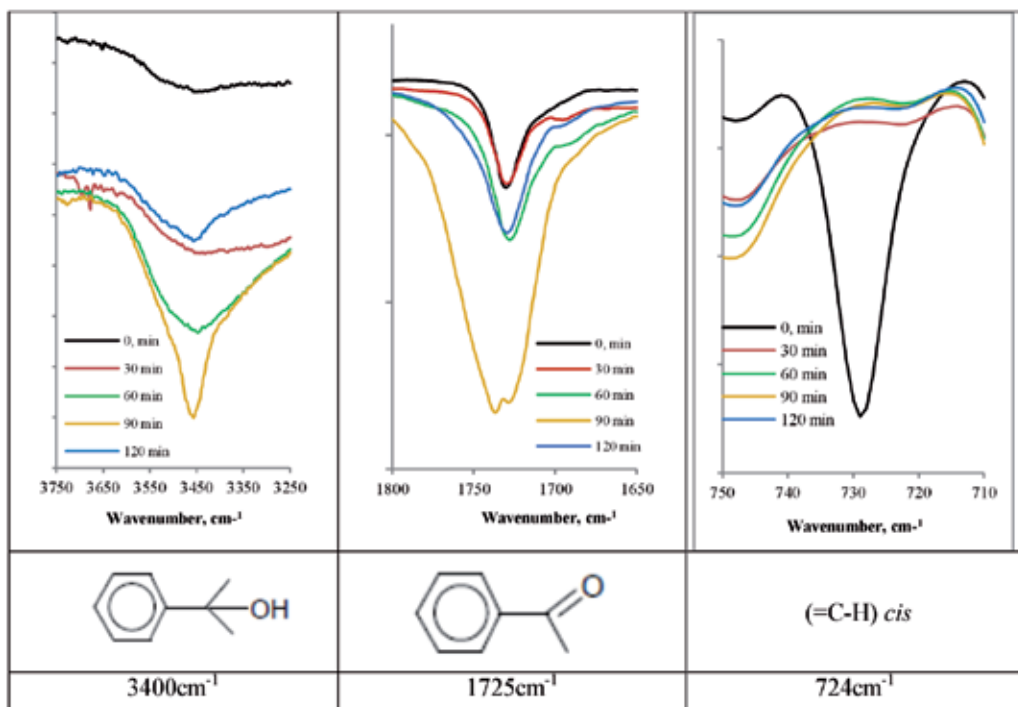 0, min
30 min
60 min
90 min
120 min
3750 3650 3550 3450 3350 3250
Wavenumber, cm-1
0, min
30 min
60 min
90 min
120 min
1800 1750 1700 1650
Wavenumber, cm-1
0, min
30 min
60 min
90 min
120 min
750 740 730 720 710
Wavenumber, cm-1
OH
O
(=C-H) cis
3400cm-1
1725cm-1
724cm-1